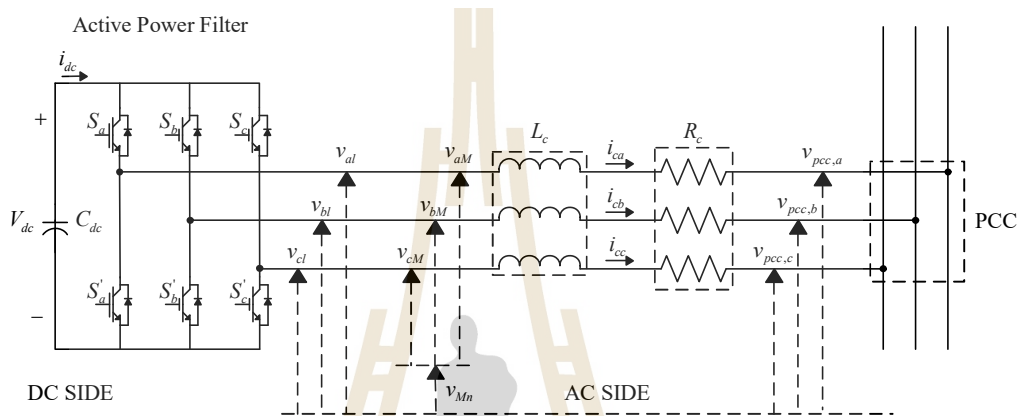 Active Power Filter
i_dc
+
S_a S_b S_c
L_c
R_c
v_al v_aM i_ca v_pcc,a
V_dc C_dc
v_bl v_bM i_cb v_pcc,b
PCC
v_cl v_cM i_cc v_pcc,c
S'_a S'_b S'_c
−
v_Mn
DC SIDE
AC SIDE